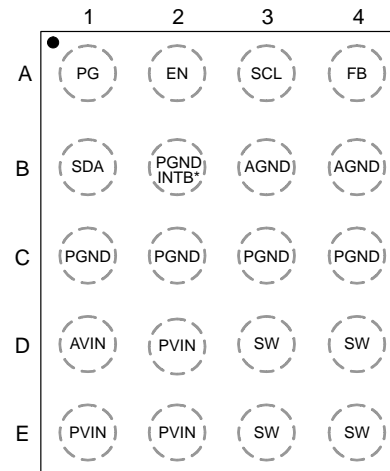 1 2 3 4
A PG EN SCL FB
B SDA PGND INTB* AGND AGND
C PGND PGND PGND PGND
D AVIN PVIN SW SW
E PVIN PVIN SW SW